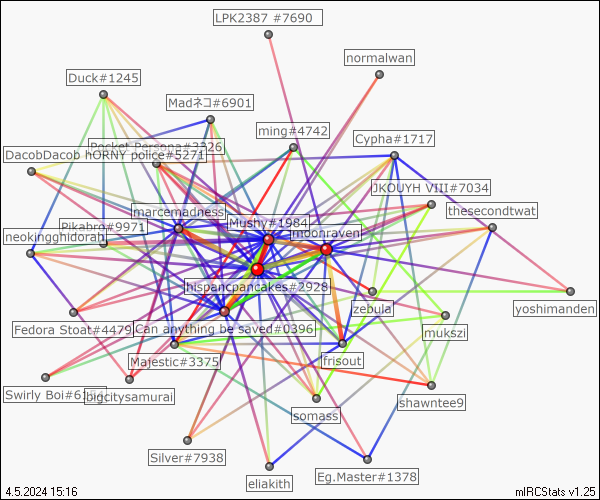 LPK2387 #7690
normalwan
Duck#1245
Madネコ#6901
ming#4742
Cypha#1717
Pocket Persona#3326
DacobDacob hORNY police#5271
JKOUYH VIII#7034
marcemadness
thesecondtwat
Mushy#1984
Pikabro#9971
moonraven
neokingghidorah
hispancpancakes#2928
zebula
yoshimanden
Fedora Stoat#4479
Can anything be saved#0396
mukszi
Majestic#3375
frisout
Swirly Boi#61
bigcitysamurai
shawntee9
somass
Silver#7938
eliakith
Eg.Master#1378
4.5.2024 15:16
mIRCStats v1.25